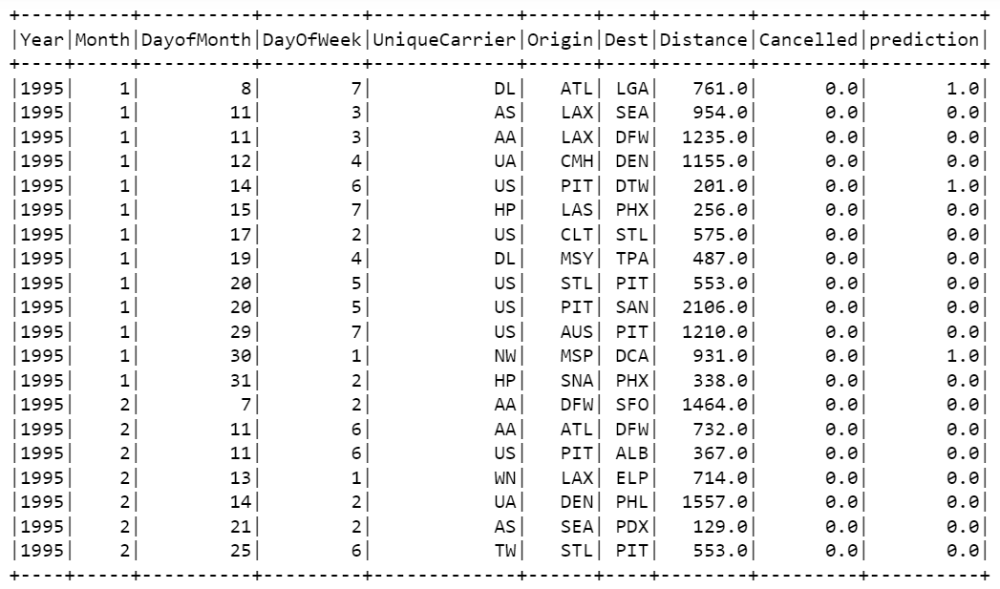 +----+-----+----------+---------+-------------+------+----+--------+---------+----------+
|Year|Month|DayofMonth|DayOfWeek|UniqueCarrier|Origin|Dest|Distance|Cancelled|prediction|
+----+-----+----------+---------+-------------+------+----+--------+---------+----------+
|1995|    1|         8|        7|           DL|   ATL| LGA|   761.0|      0.0|       1.0|
|1995|    1|        11|        3|           AS|   LAX| SEA|   954.0|      0.0|       0.0|
|1995|    1|        11|        3|           AA|   LAX| DFW|  1235.0|      0.0|       0.0|
|1995|    1|        12|        4|           UA|   CMH| DEN|  1155.0|      0.0|       0.0|
|1995|    1|        14|        6|           US|   PIT| DTW|   201.0|      0.0|       1.0|
|1995|    1|        15|        7|           HP|   LAS| PHX|   256.0|      0.0|       0.0|
|1995|    1|        17|        2|           US|   CLT| STL|   575.0|      0.0|       0.0|
|1995|    1|        19|        4|           DL|   MSY| TPA|   487.0|      0.0|       0.0|
|1995|    1|        20|        5|           US|   STL| PIT|   553.0|      0.0|       0.0|
|1995|    1|        20|        5|           US|   PIT| SAN|  2106.0|      0.0|       0.0|
|1995|    1|        29|        7|           US|   AUS| PIT|  1210.0|      0.0|       0.0|
|1995|    1|        30|        1|           NW|   MSP| DCA|   931.0|      0.0|       1.0|
|1995|    1|        31|        2|           HP|   SNA| PHX|   338.0|      0.0|       0.0|
|1995|    2|         7|        2|           AA|   DFW| SFO|  1464.0|      0.0|       0.0|
|1995|    2|        11|        6|           AA|   ATL| DFW|   732.0|      0.0|       0.0|
|1995|    2|        11|        6|           US|   PIT| ALB|   367.0|      0.0|       0.0|
|1995|    2|        13|        1|           WN|   LAX| ELP|   714.0|      0.0|       0.0|
|1995|    2|        14|        2|           UA|   DEN| PHL|  1557.0|      0.0|       0.0|
|1995|    2|        21|        2|           AS|   SEA| PDX|   129.0|      0.0|       0.0|
|1995|    2|        25|        6|           TW|   STL| PIT|   553.0|      0.0|       0.0|
+----+-----+----------+---------+-------------+------+----+--------+---------+----------+